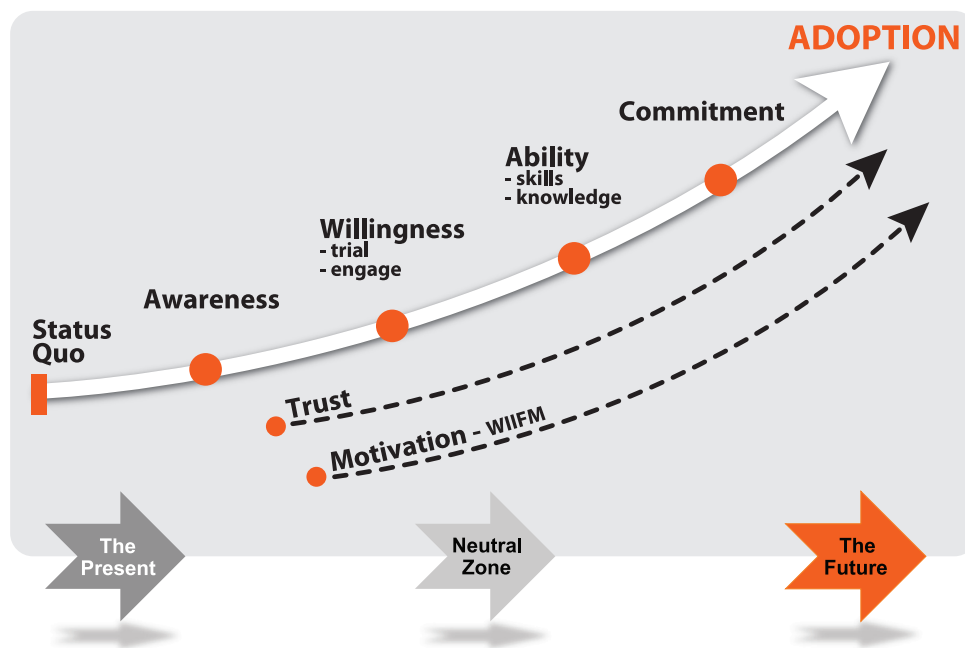 ADOPTION
Commitment
Ability
- skills
- knowledge
Willingness
- trial
- engage
Awareness
Status
Quo
Trust
Motivation - WIIFM
The
Present
Neutral
Zone
The
Future